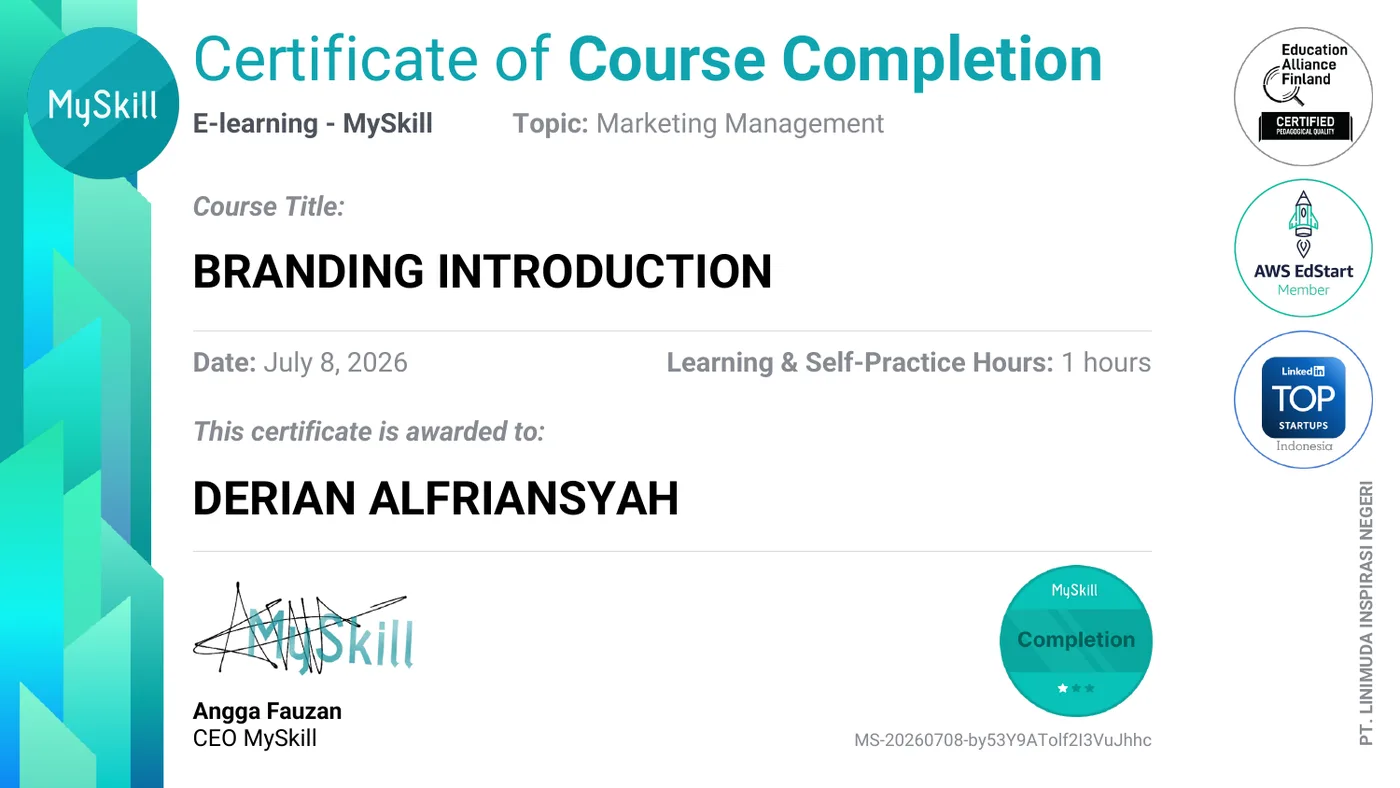 MySkill
Certificate of Course Completion
E-learning - MySkill
Topic: Marketing Management
Course Title:
BRANDING INTRODUCTION
Date: July 8, 2026
Learning & Self-Practice Hours: 1 hours
This certificate is awarded to:
DERIAN ALFRIANSYAH
MySkill
Angga Fauzan
CEO MySkill
MySkill
Completion
MS-20260708-by53Y9ATolf2I3VuJhhc
Education
Alliance
Finland
CERTIFIED
PEDAGOGICAL QUALITY
AWS EdStart
Member
Linked in
TOP
STARTUPS
Indonesia
PT. LINIMUDA INSPIRASI NEGERI